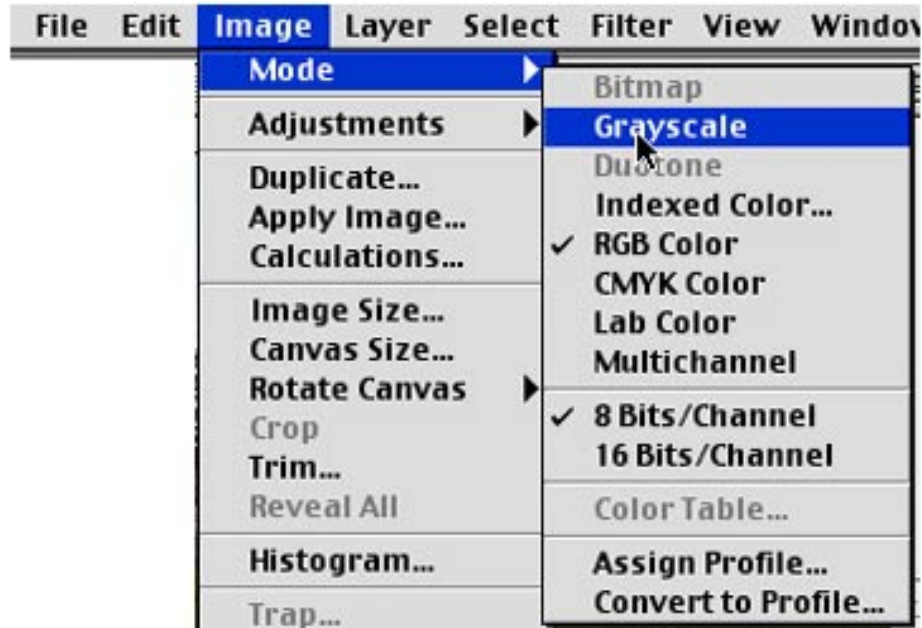 File Edit Image Layer Select Filter View Window
Mode
Adjustments
Duplicate...
Apply Image...
Calculations...
Image Size...
Canvas Size...
Rotate Canvas
Crop
Trim...
Reveal All
Histogram...
Trap...
Bitmap
Grayscale
Duotone
Indexed Color...
✓ RGB Color
CMYK Color
Lab Color
Multichannel
✓ 8 Bits/Channel
16 Bits/Channel
Color Table...
Assign Profile...
Convert to Profile...